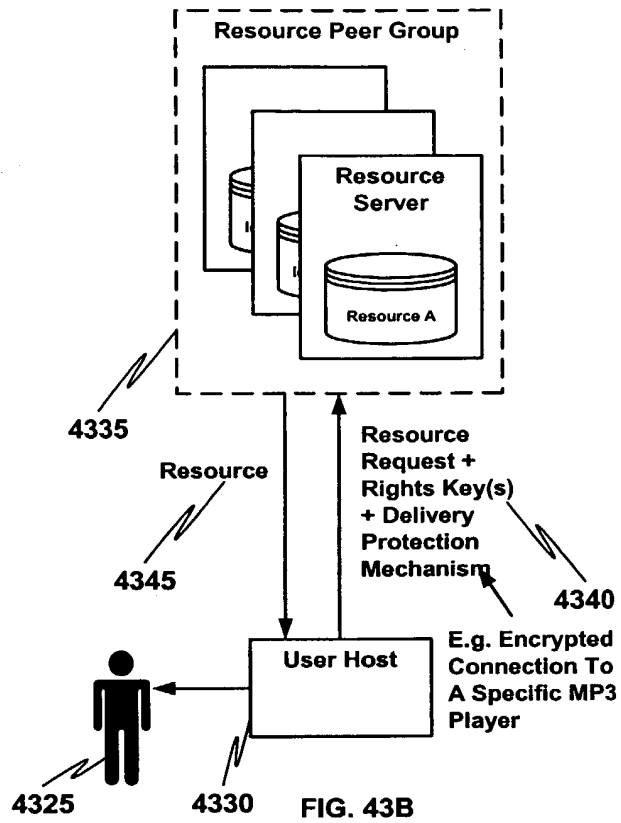 Resource Peer Group
Resource
Server
Resource A
4335
Resource
4345
Resource
Request +
Rights Key(s)
+ Delivery
Protection
Mechanism
4340
E.g. Encrypted
Connection To
A Specific MP3
Player
User Host
4325
4330
FIG. 43B